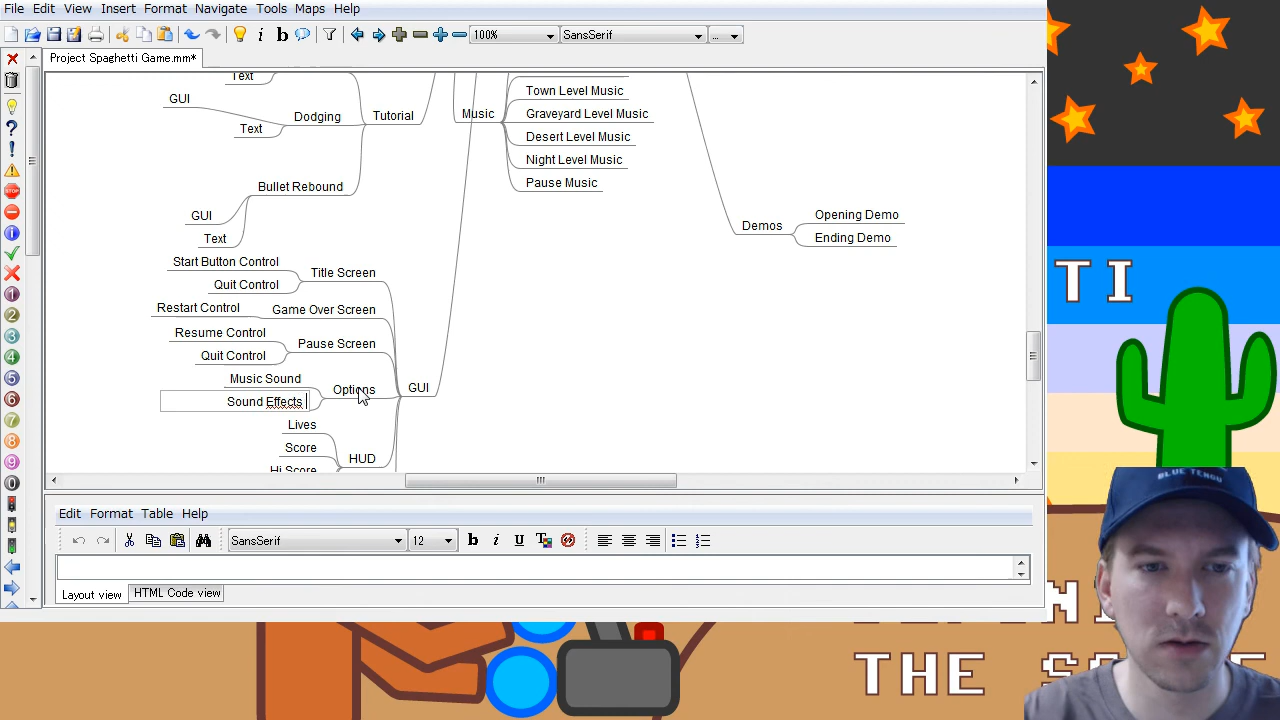 File Edit View Insert Format Navigate Tools Maps Help
100% SansSerif ...
Project Spaghetti Game.mm*
Text
GUI
Dodging
Text
Tutorial
Bullet Rebound
GUI
Text
Music
Town Level Music
Graveyard Level Music
Desert Level Music
Night Level Music
Pause Music
Demos
Opening Demo
Ending Demo
Start Button Control
Quit Control
Title Screen
Restart Control
Game Over Screen
Resume Control
Quit Control
Pause Screen
Music Sound
Sound Effects
Options
GUI
Lives
Score
Hi Score
HUD
Edit Format Table Help
SansSerif 12
Layout view HTML Code view
TI
THE
BLUE TENGU